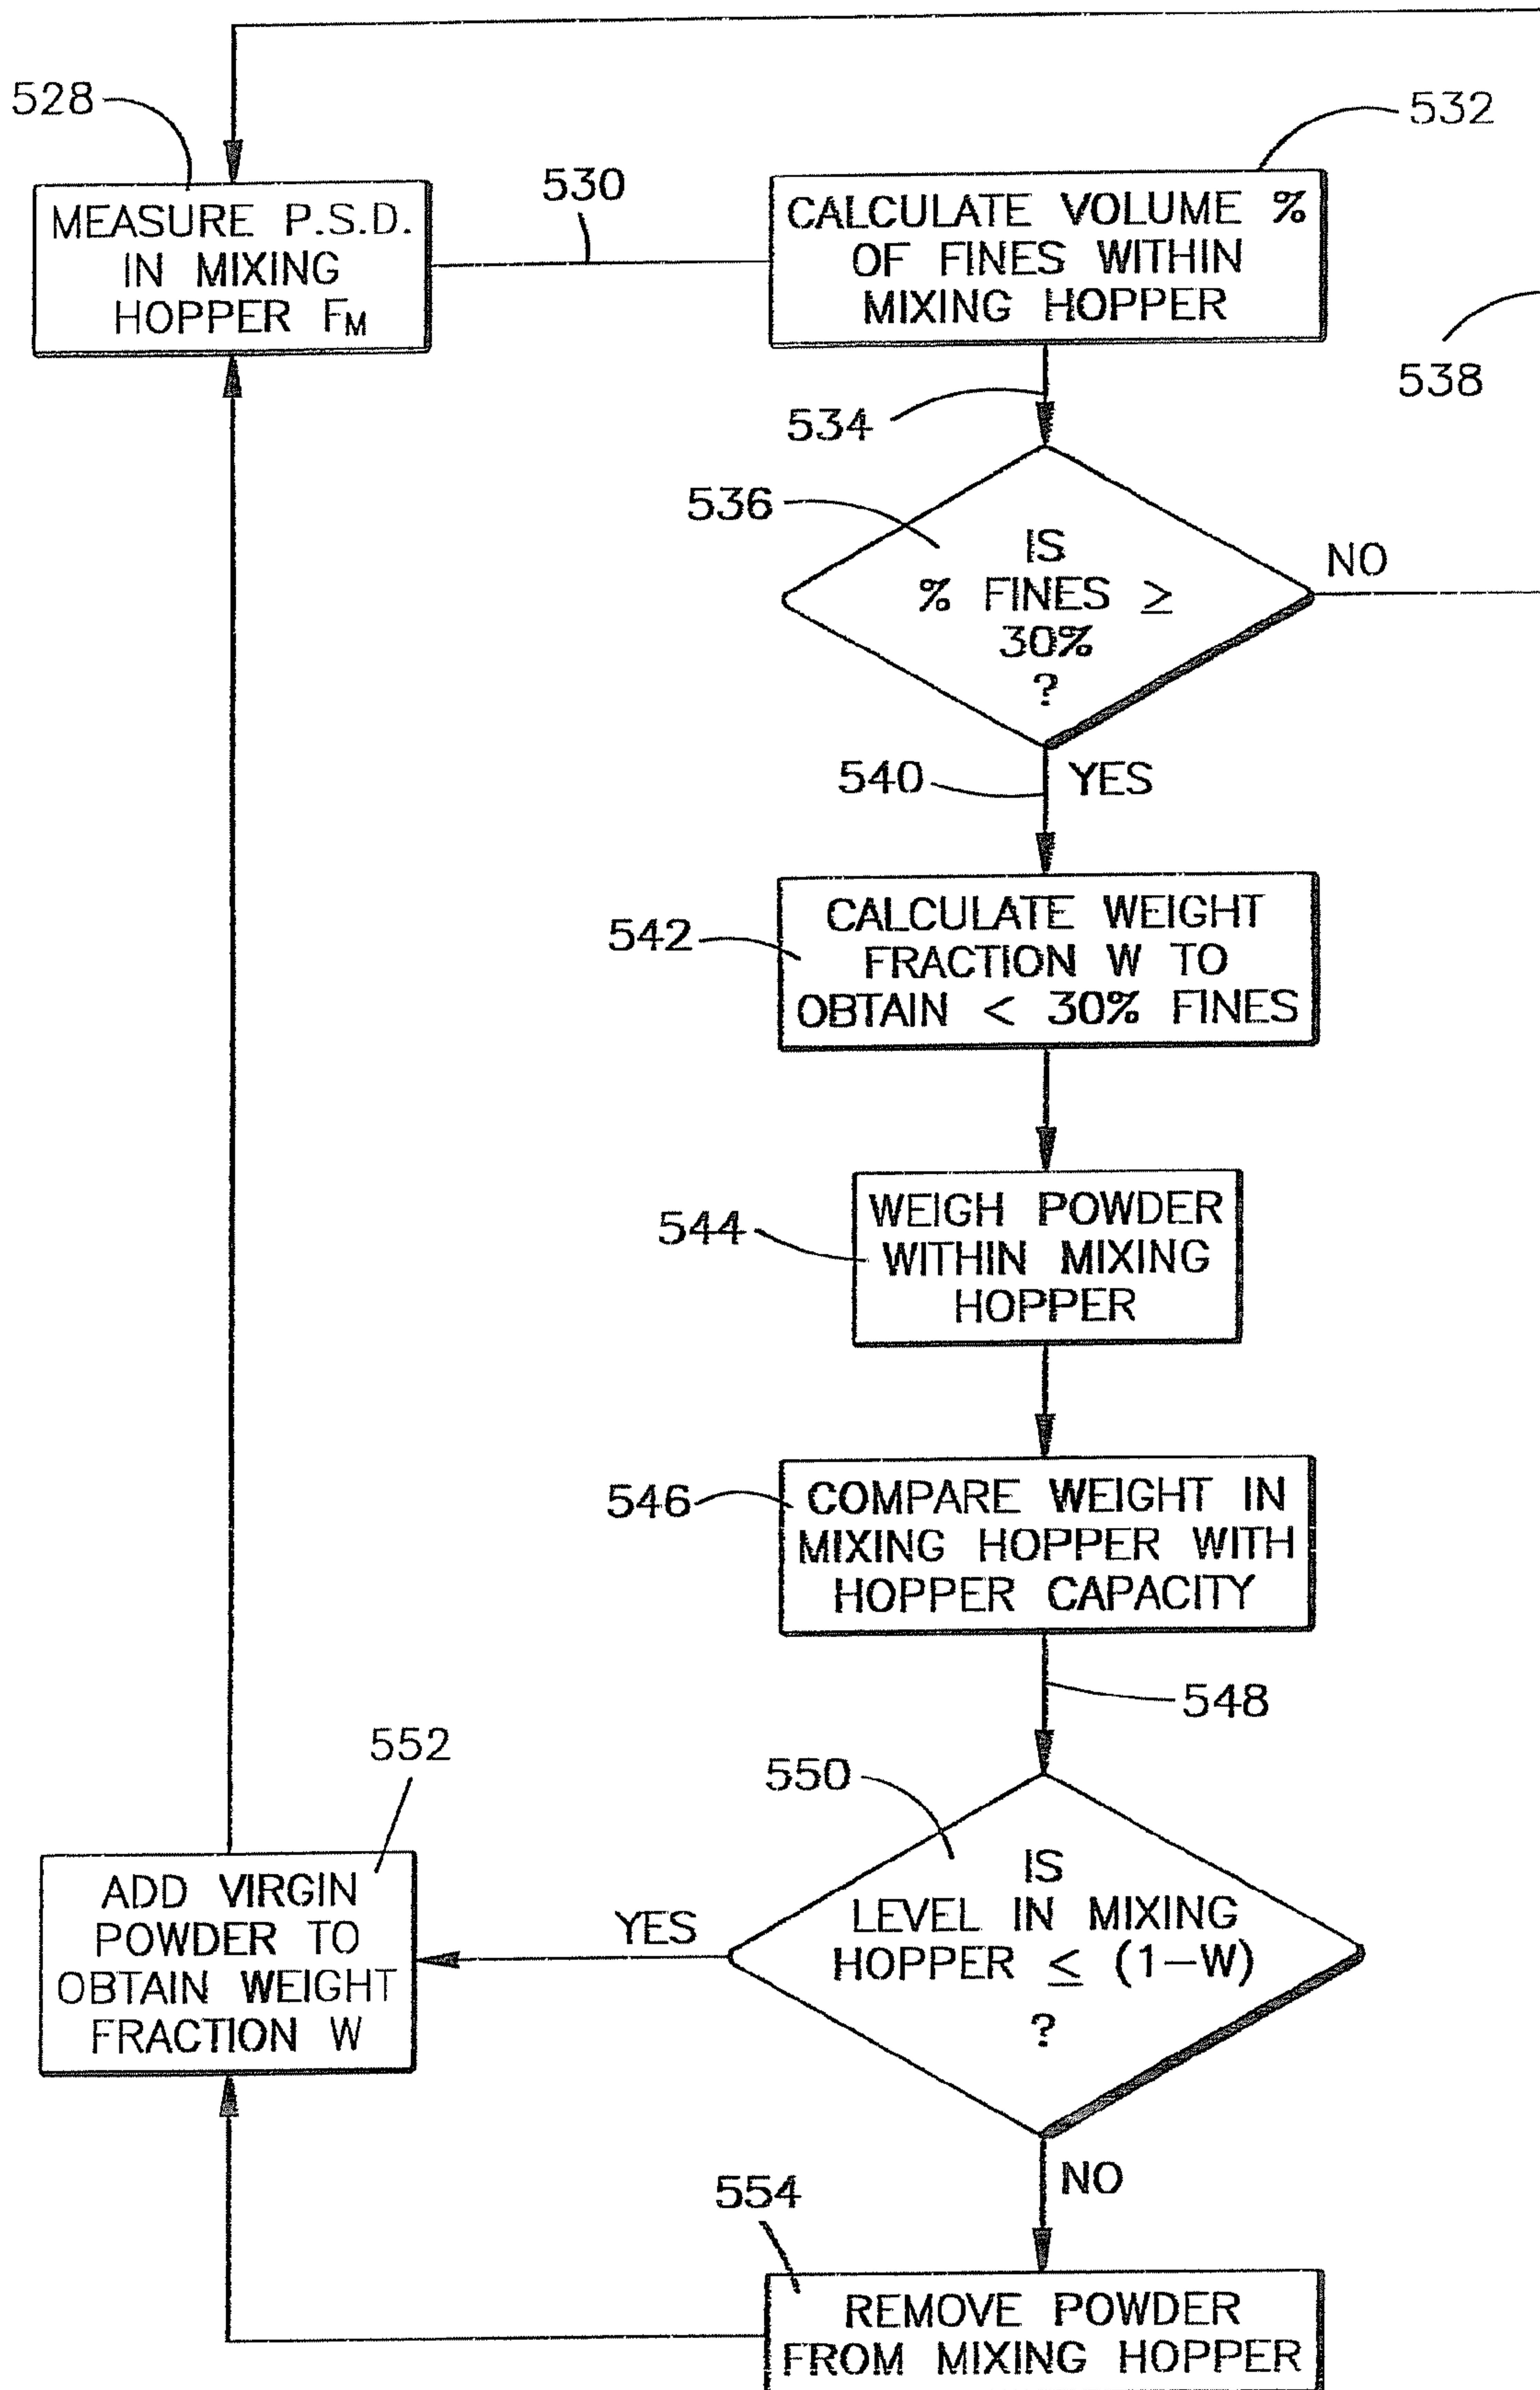 528
MEASURE P.S.D.
IN MIXING
HOPPER FM
530
532
CALCULATE VOLUME %
OF FINES WITHIN
MIXING HOPPER
534
538
536
IS
% FINES ≥
30%
?
NO
540
YES
542
CALCULATE WEIGHT
FRACTION W TO
OBTAIN < 30% FINES
544
WEIGH POWDER
WITHIN MIXING
HOPPER
546
COMPARE WEIGHT IN
MIXING HOPPER WITH
HOPPER CAPACITY
548
550
IS
LEVEL IN MIXING
HOPPER ≤ (1-W)
?
YES
552
ADD VIRGIN
POWDER TO
OBTAIN WEIGHT
FRACTION W
NO
554
REMOVE POWDER
FROM MIXING HOPPER